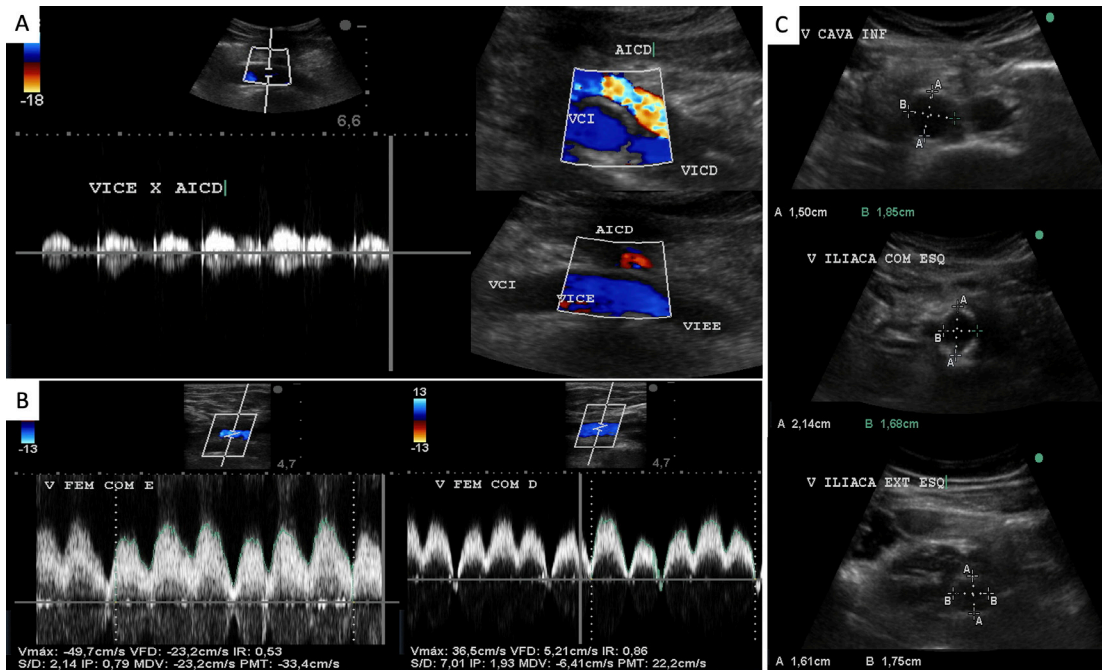 A
-18
6,6
VICE X AICD
AICD
VCI
VICD
AICD
VCI
VICE
VIEE
B
-13
4,7
V FEM COM E
Vmáx: -49,7cm/s VFD: -23,2cm/s IR: 0,53
S/D: 2,14 IP: 0,79 MDV: -23,2cm/s PMT: -33,4cm/s
13
-13
4,7
V FEM COM D
Vmáx: 36,5cm/s VFD: 5,21cm/s IR: 0,86
S/D: 7,01 IP: 1,93 MDV: -6,41cm/s PMT: 22,2cm/s
C
V CAVA INF
A
B
A
A 1,50cm B 1,85cm
V ILIACA COM ESQ
A
B
A
A 2,14cm B 1,68cm
V ILIACA EXT ESQ
A
B B
A
A 1,61cm B 1,75cm